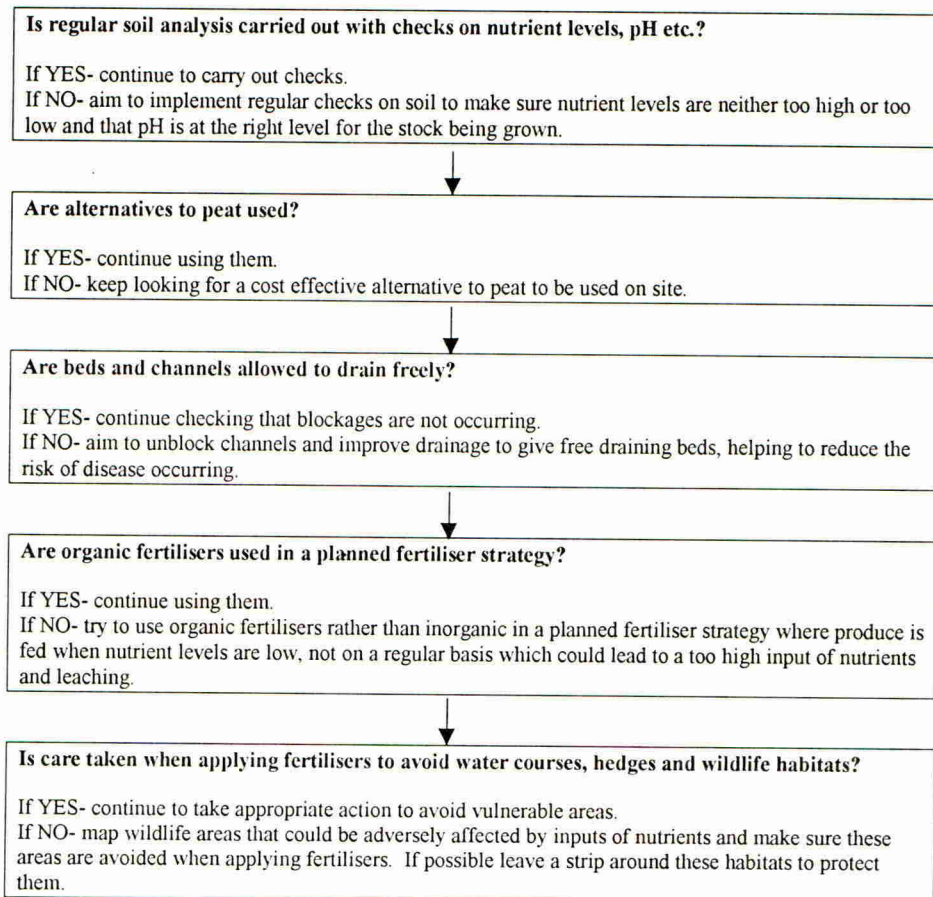 Is regular soil analysis carried out with checks on nutrient levels, pH etc.?
If YES- continue to carry out checks.
If NO- aim to implement regular checks on soil to make sure nutrient levels are neither too high or too
low and that pH is at the right level for the stock being grown.
Are alternatives to peat used?
If YES- continue using them.
If NO- keep looking for a cost effective alternative to peat to be used on site.
Are beds and channels allowed to drain freely?
If YES- continue checking that blockages are not occurring.
If NO- aim to unblock channels and improve drainage to give free draining beds, helping to reduce the
risk of disease occurring.
Are organic fertilisers used in a planned fertiliser strategy?
If YES- continue using them.
If NO- try to use organic fertilisers rather than inorganic in a planned fertiliser strategy where produce is
fed when nutrient levels are low, not on a regular basis which could lead to a too high input of nutrients
and leaching.
Is care taken when applying fertilisers to avoid water courses, hedges and wildlife habitats?
If YES- continue to take appropriate action to avoid vulnerable areas.
If NO- map wildlife areas that could be adversely affected by inputs of nutrients and make sure these
areas are avoided when applying fertilisers. If possible leave a strip around these habitats to protect
them.